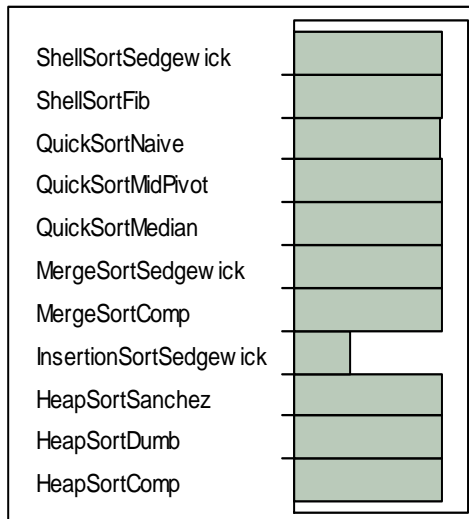 ShellSortSedgewick
ShellSortFib
QuickSortNaive
QuickSortMidPivot
QuickSortMedian
MergeSortSedgewick
MergeSortComp
InsertionSortSedgewick
HeapSortSanchez
HeapSortDumb
HeapSortComp